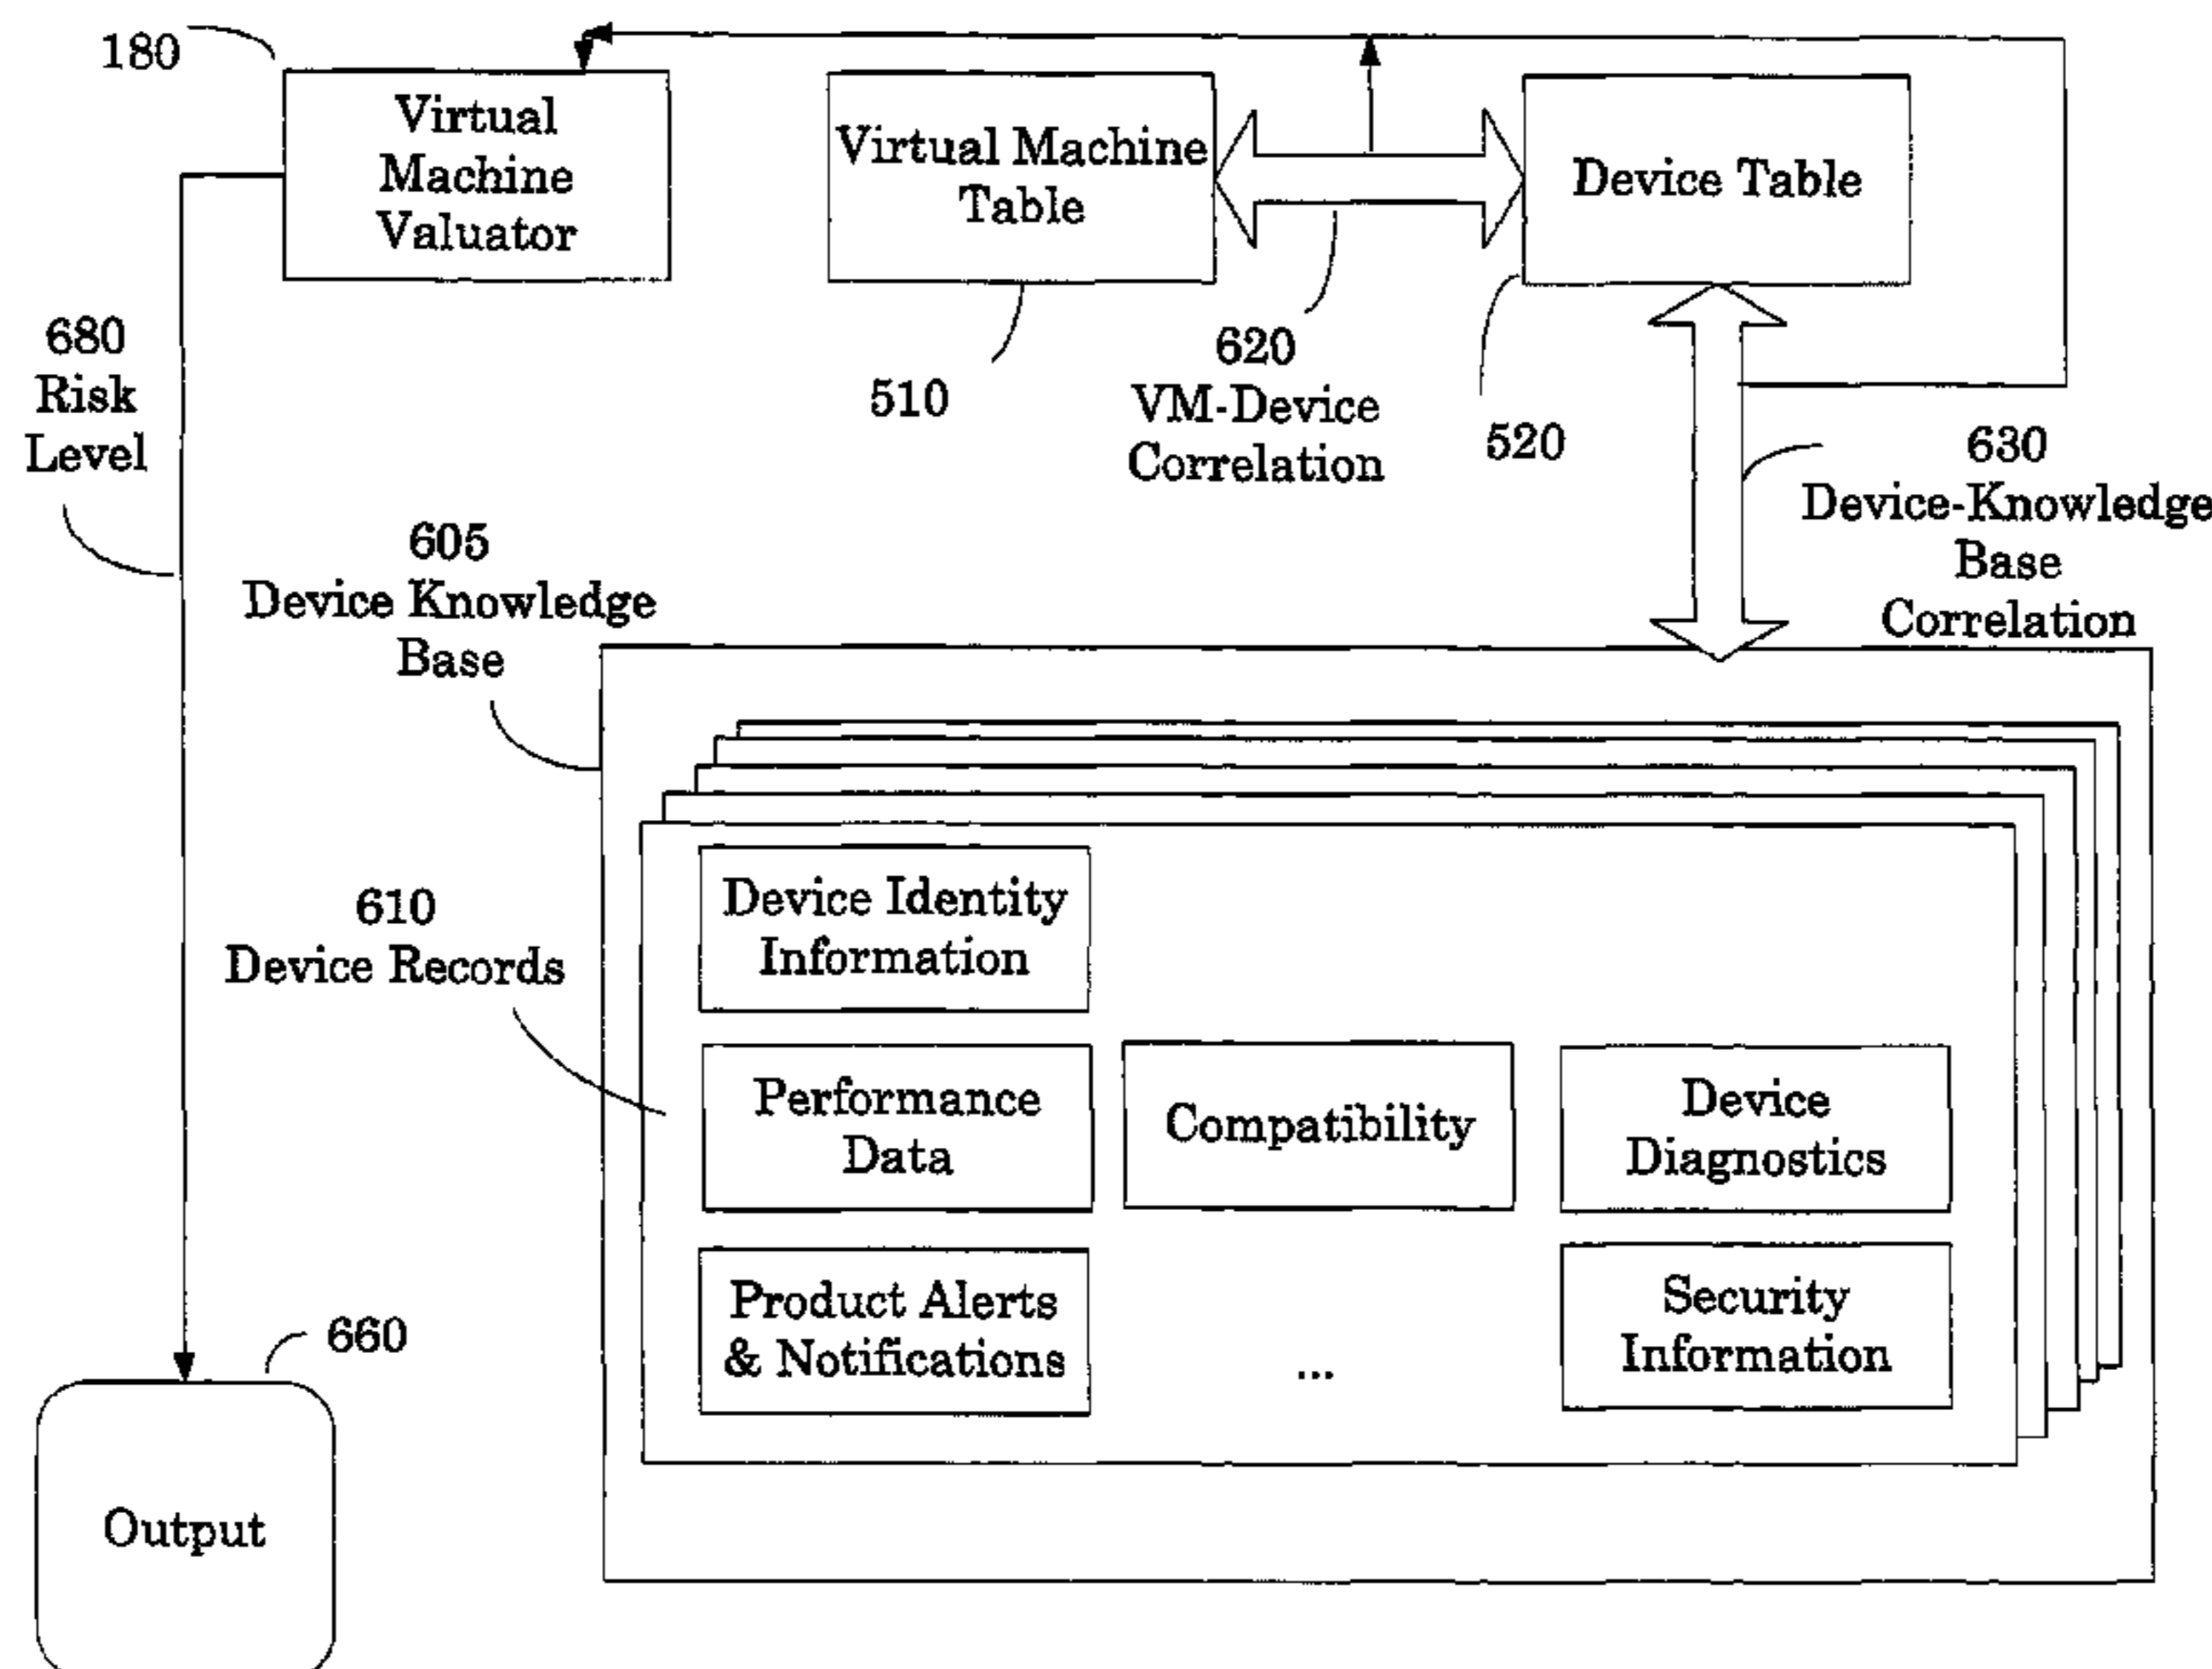 180
Virtual
Machine
Valuator
Virtual Machine
Table
Device Table
680
Risk
Level
510
620
VM-Device
Correlation
520
630
Device-Knowledge
Base
Correlation
605
Device Knowledge
Base
610
Device Records
Device Identity
Information
Performance
Data
Compatibility
Device
Diagnostics
Product Alerts
& Notifications
...
Security
Information
660
Output